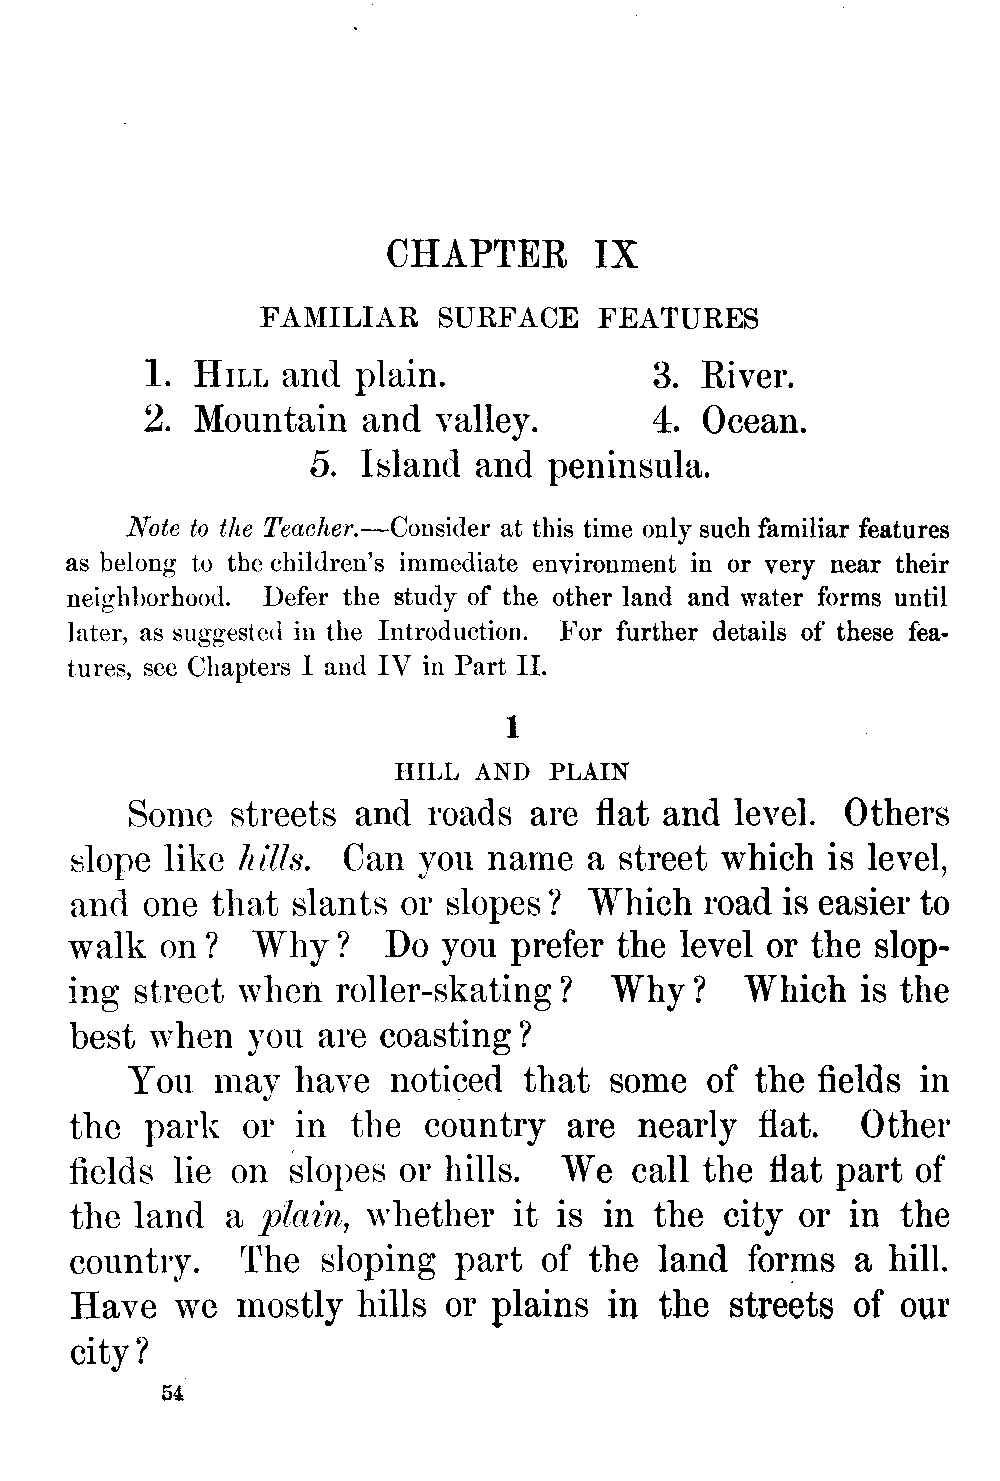 CHAPTER IX
FAMILIAR SURFACE FEATURES
1. HILL and plain. 3. River.
2. Mountain and valley. 4. Ocean.
5. Island and peninsula.
Note to the Teacher.—Consider at this time only such familiar features
as belong to the children's immediate environment in or very near their
neighborhood. Defer the study of the other land and water forms until
later, as suggested in the Introduction. For further details of these fea-
tures, see Chapters I and IV in Part II.
1
HILL AND PLAIN
Some streets and roads are flat and level. Others
slope like hills. Can you name a street which is level,
and one that slants or slopes? Which road is easier to
walk on? Why? Do you prefer the level or the slop-
ing street when roller-skating? Why? Which is the
best when you are coasting?
You may have noticed that some of the fields in
the park or in the country are nearly flat. Other
fields lie on slopes or hills. We call the flat part of
the land a plain, whether it is in the city or in the
country. The sloping part of the land forms a hill.
Have we mostly hills or plains in the streets of our
city?
54